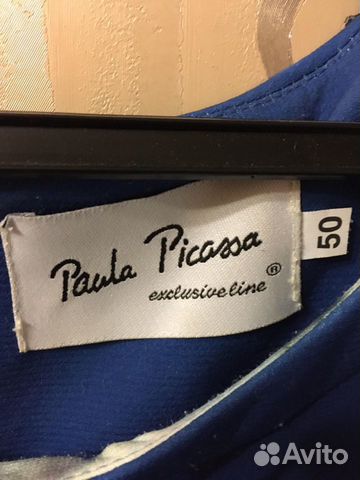 Paula Picassa
exclusive line ®
50
Avito